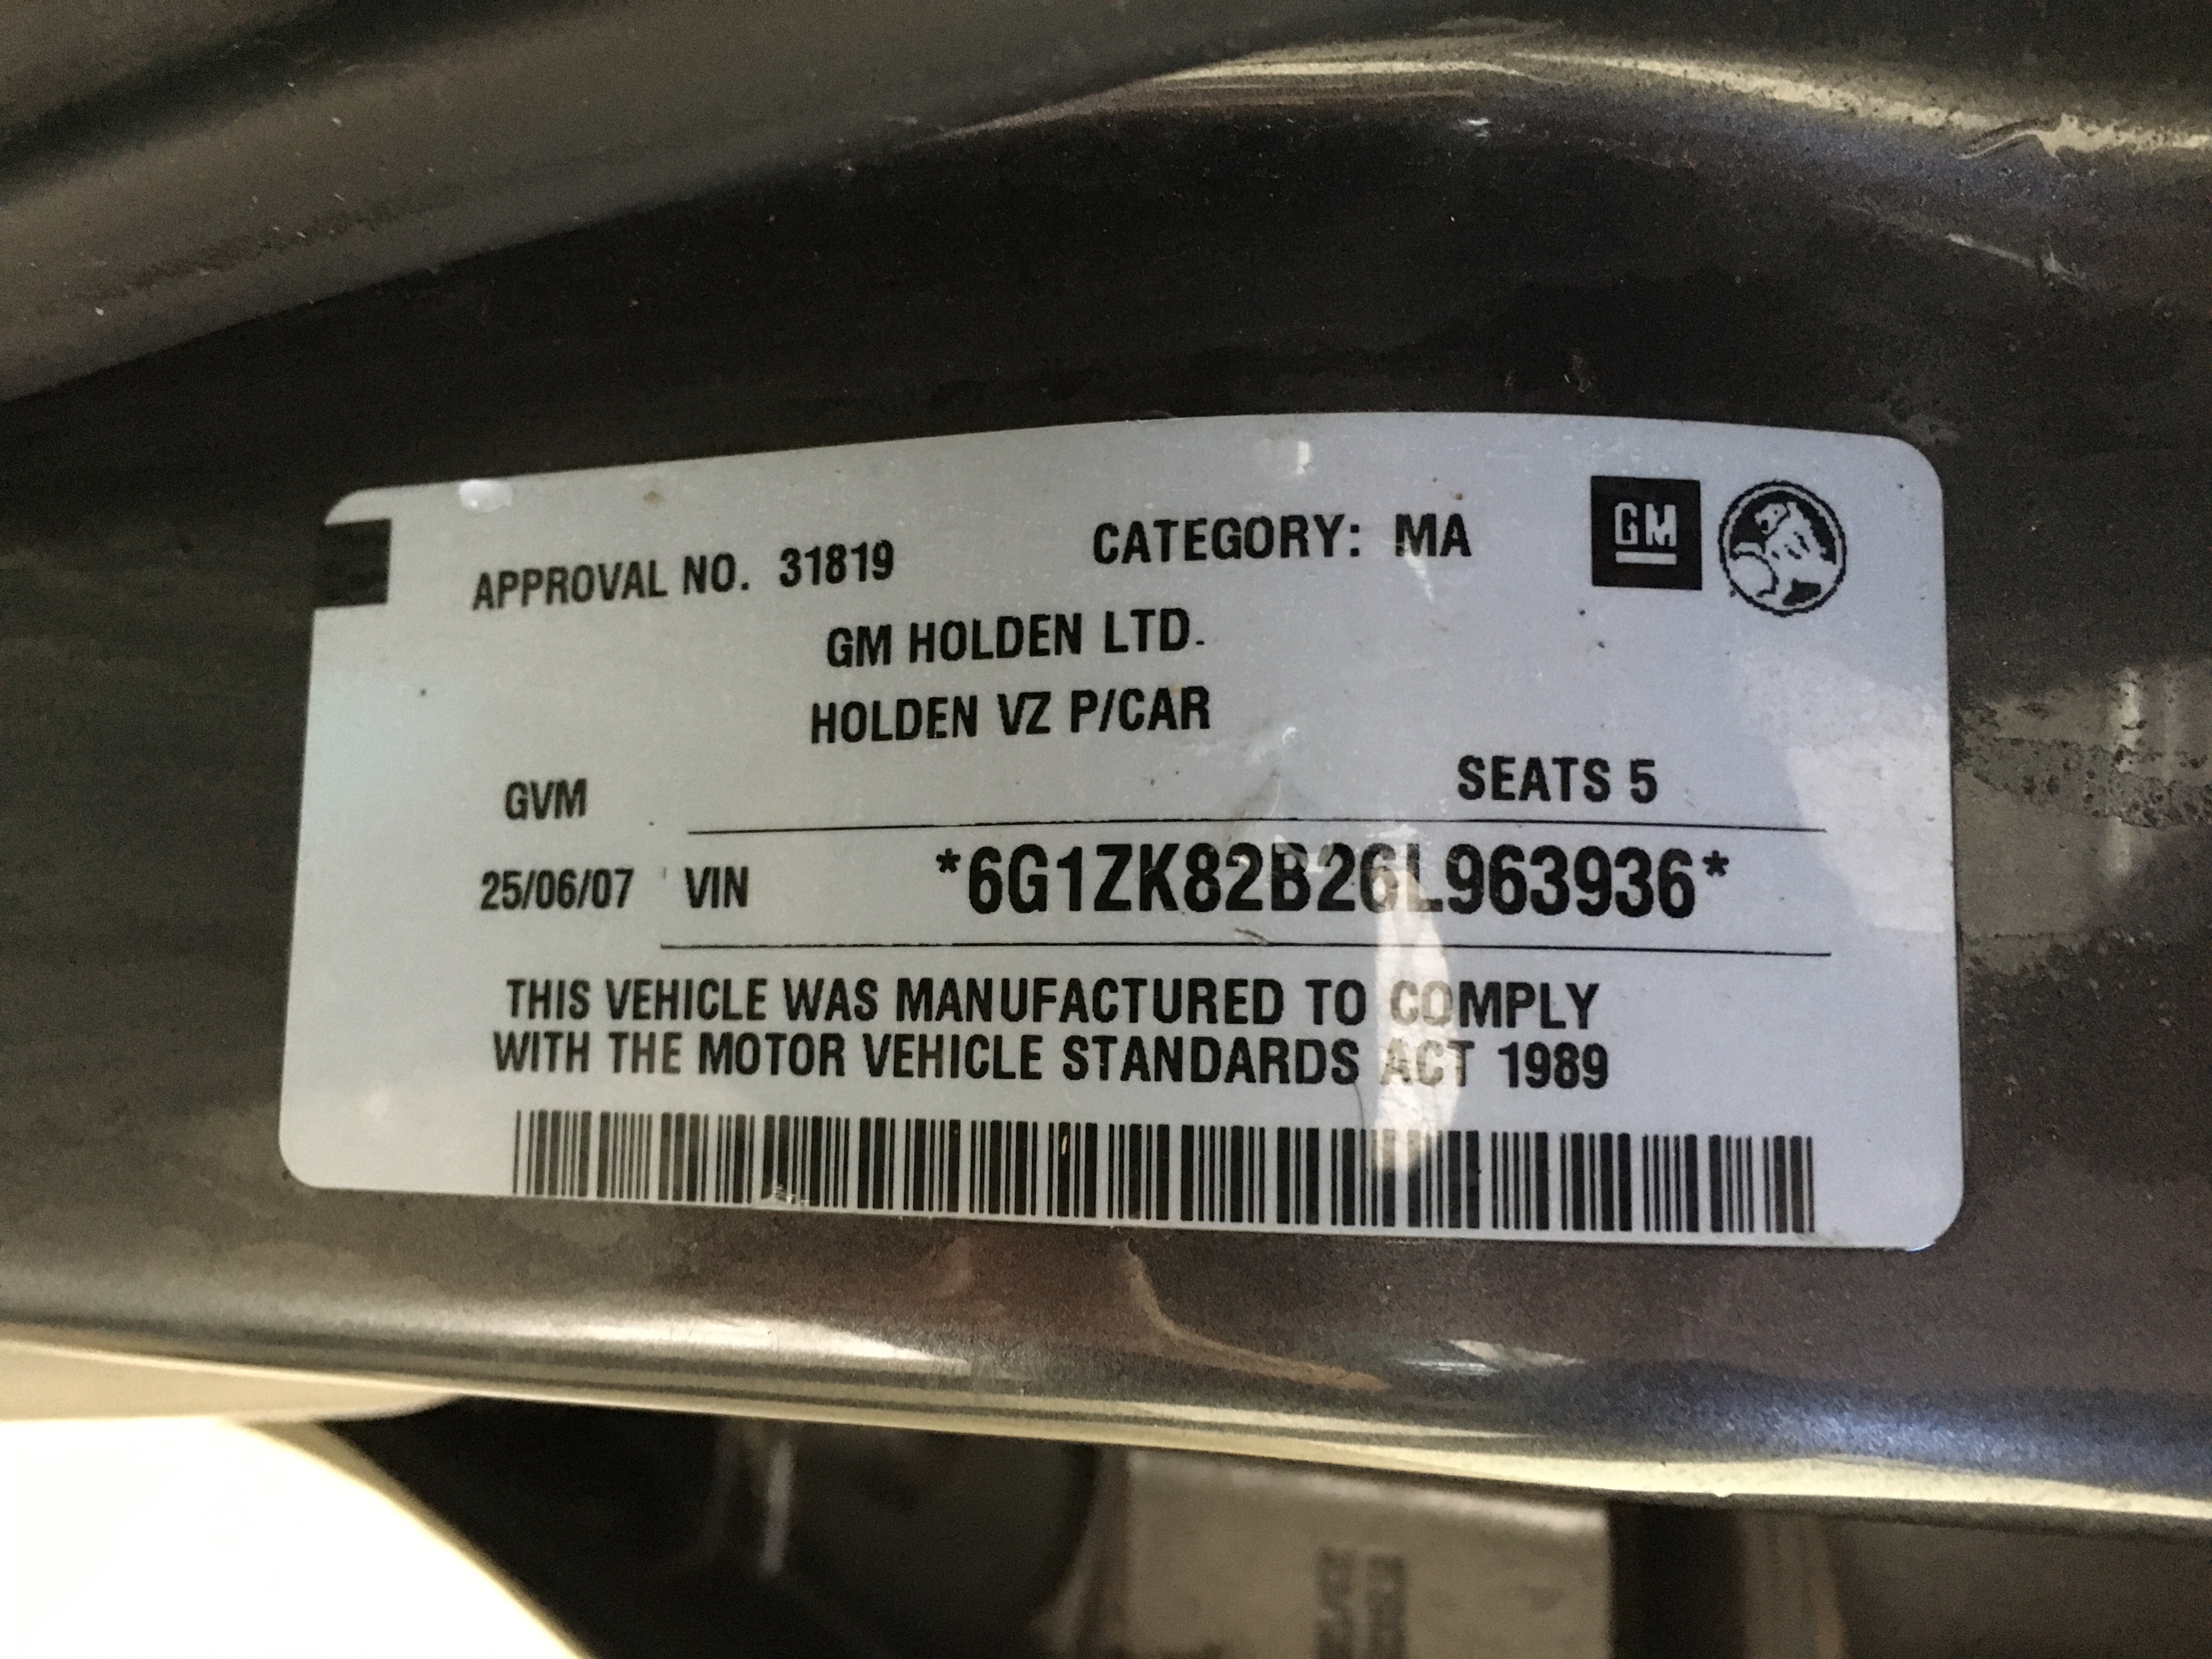 APPROVAL NO. 31819 CATEGORY: MA GM
GM HOLDEN LTD.
HOLDEN VZ P/CAR
GVM SEATS 5
25/06/07 VIN *6G1ZK82B26L963936*
THIS VEHICLE WAS MANUFACTURED TO COMPLY
WITH THE MOTOR VEHICLE STANDARDS ACT 1989